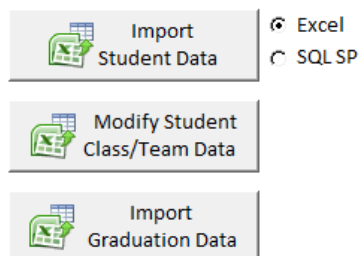 Import
Student Data
Excel
SQL SP
Modify Student
Class/Team Data
Import
Graduation Data